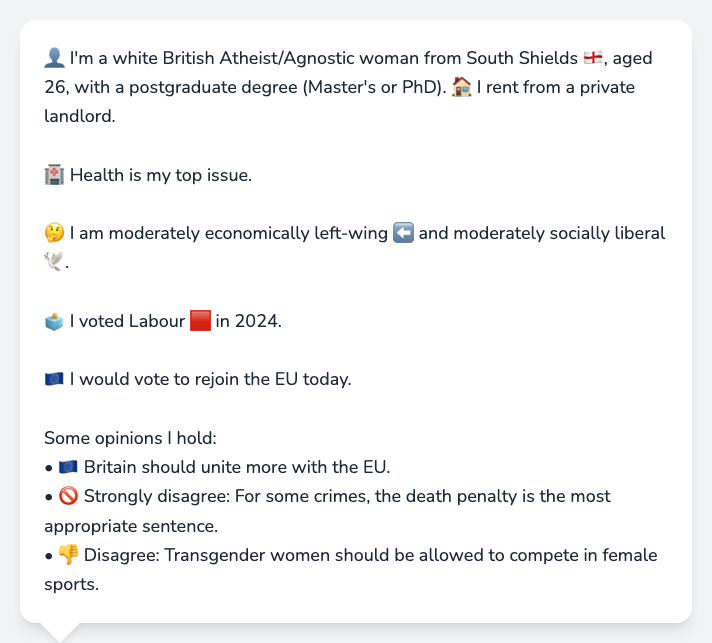 👤 I'm a white British Atheist/Agnostic woman from South Shields 🏴󠁧󠁢󠁥󠁮󠁧󠁿, aged
26, with a postgraduate degree (Master's or PhD). 🏠 I rent from a private
landlord.
🏥 Health is my top issue.
🤔 I am moderately economically left-wing ⬅️ and moderately socially liberal
🕊️.
🗳️ I voted Labour 🟥 in 2024.
🇪🇺 I would vote to rejoin the EU today.
Some opinions I hold:
• 🇪🇺 Britain should unite more with the EU.
• 🚫 Strongly disagree: For some crimes, the death penalty is the most
appropriate sentence.
• 👎 Disagree: Transgender women should be allowed to compete in female
sports.